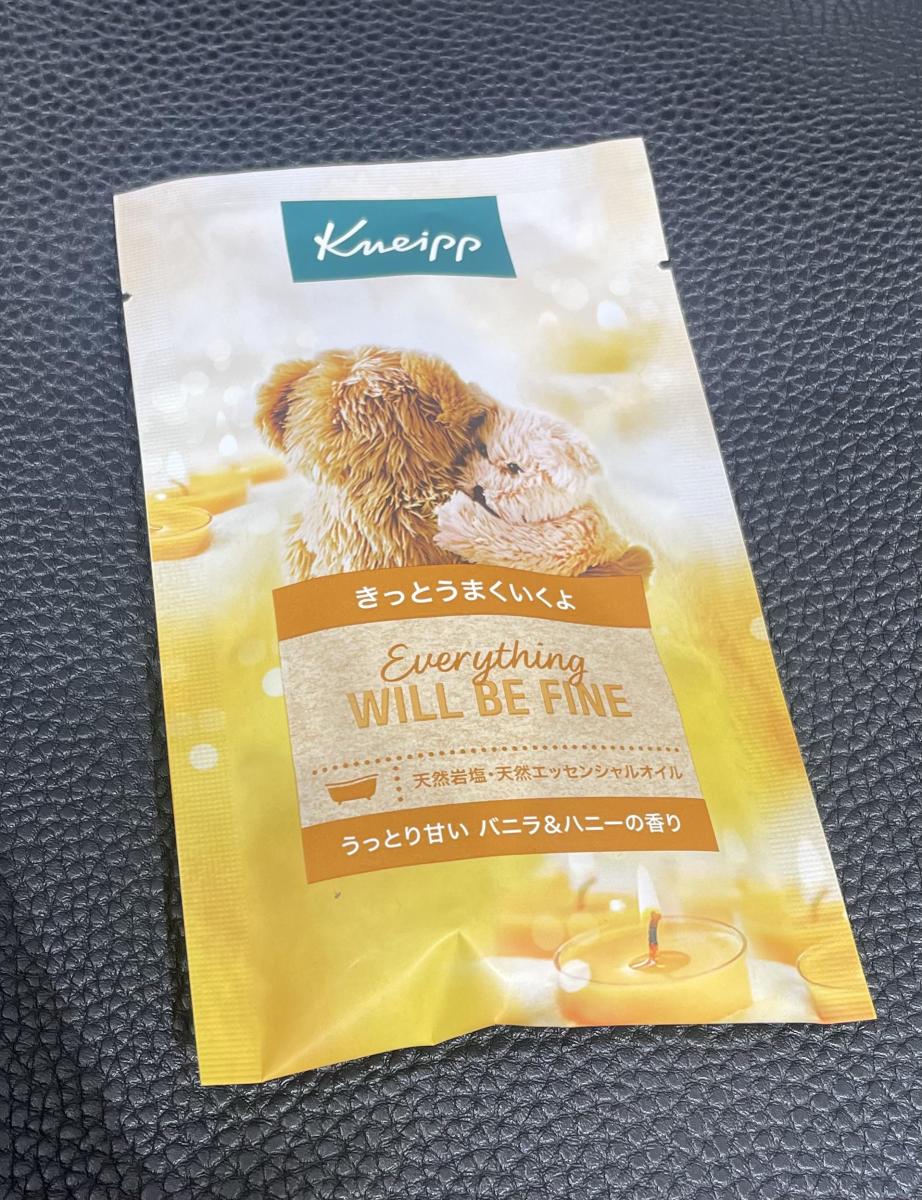 Kneipp
きっとうまくいくよ
Everything
WILL BE FINE
天然岩塩・天然エッセンシャルオイル
うっとり甘い バニラ&ハニーの香り